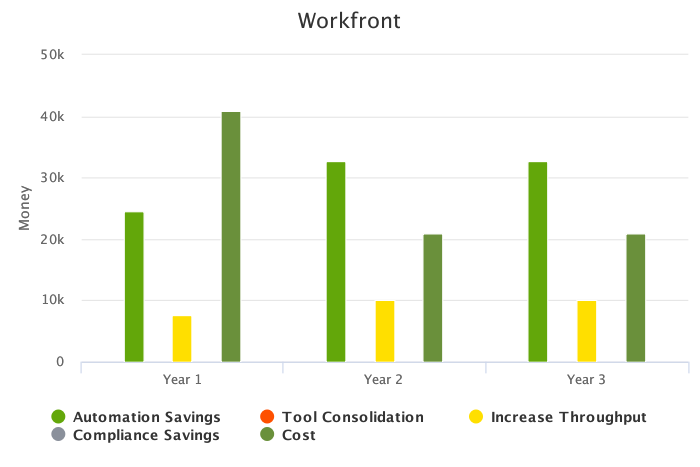 Workfront
50k
40k
30k
20k
10k
0
Money
Year 1 Year 2 Year 3
Automation Savings Tool Consolidation Increase Throughput
Compliance Savings Cost